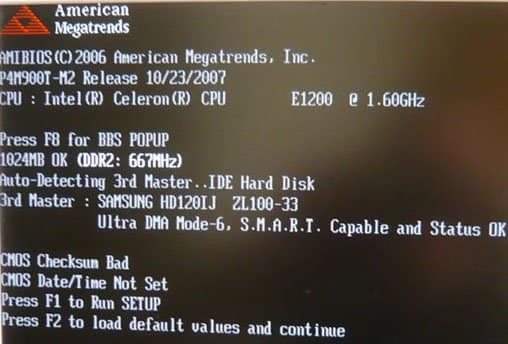 American
Megatrends
AMIBIOS(C)2006 American Megatrends, Inc.
P4M900T-M2 Release 10/23/2007
CPU : Intel(R) Celeron(R) CPU E1200 @ 1.60GHz
Press F8 for BBS POPUP
1024MB OK (DDR2: 667MHz)
Auto-Detecting 3rd Master..IDE Hard Disk
3rd Master : SAMSUNG HD120IJ ZL100-33
Ultra DMA Mode-6, S.M.A.R.T. Capable and Status OK
CMOS Checksum Bad
CMOS Date/Time Not Set
Press F1 to Run SETUP
Press F2 to load default values and continue